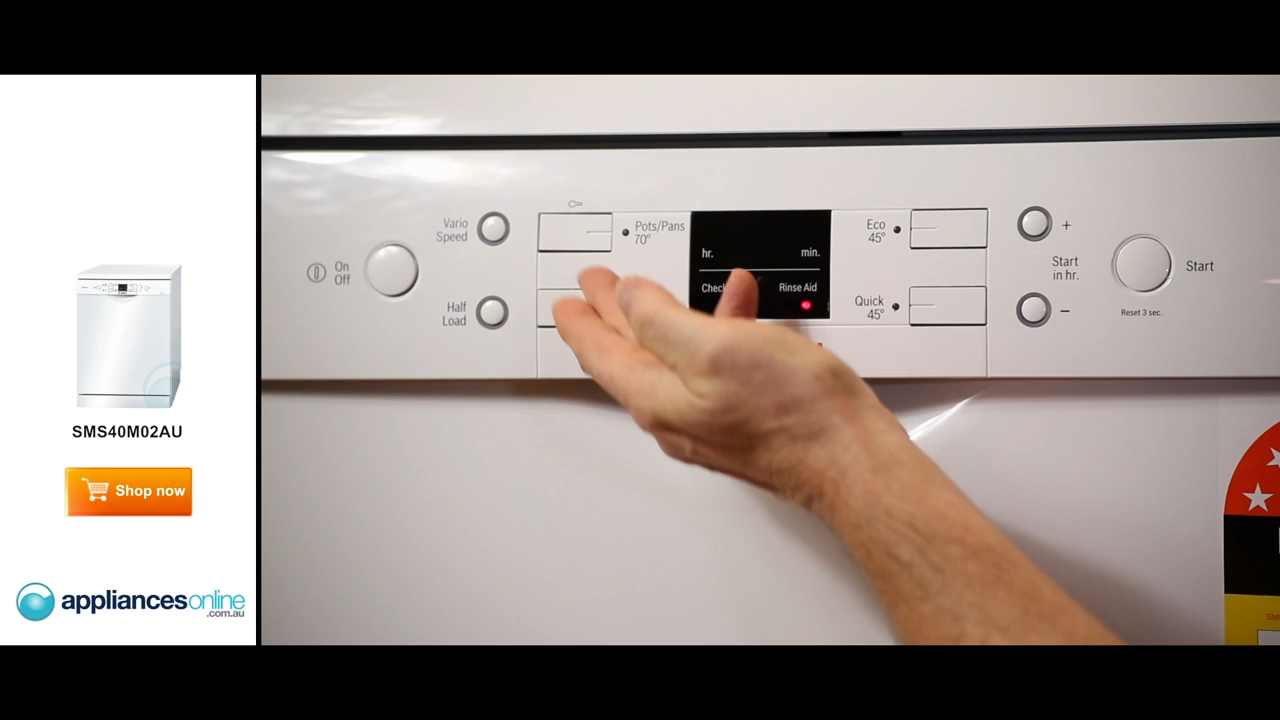 Vario
Speed
Pots/Pans
70°
hr.
min.
Eco
45°
+
On
Off
Start
in hr.
Start
Check
Rinse Aid
Half
Load
Quick
45°
–
Reset 3 sec.
SMS40M02AU
Shop now
appliancesonline
.com.au